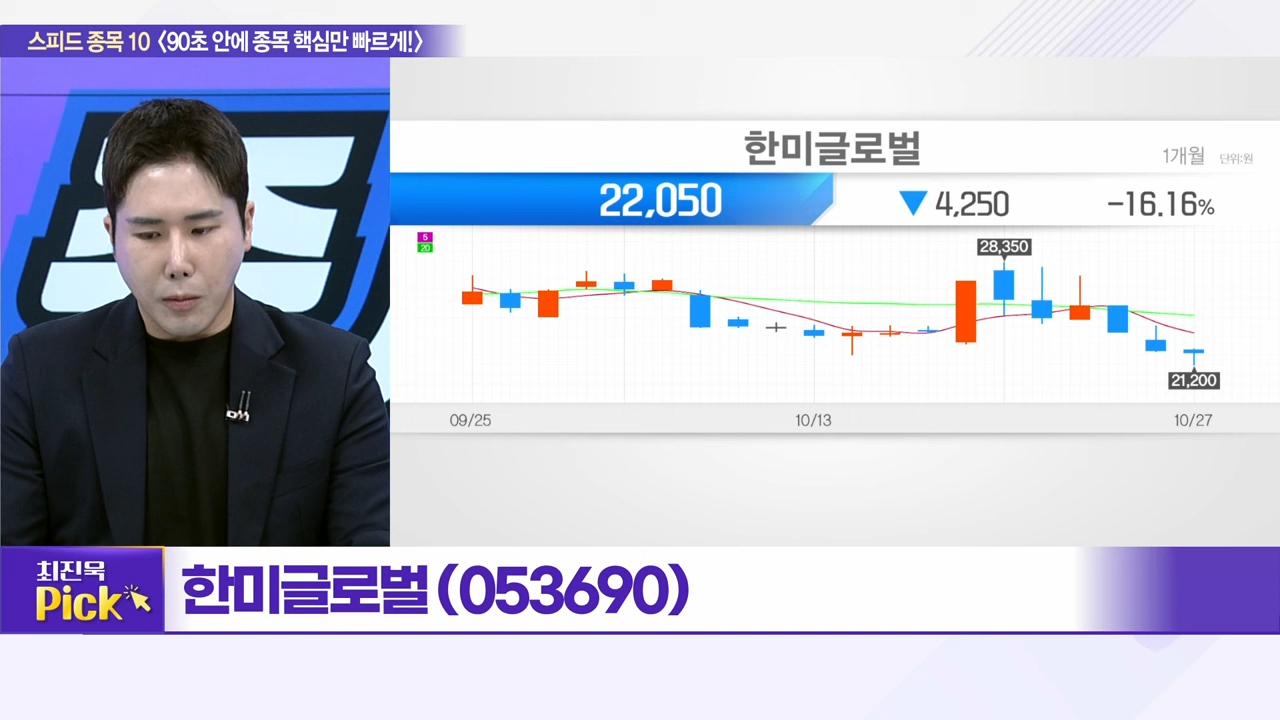 스피드 종목 10 〈90초 안에 종목 핵심만 빠르게!〉
한미글로벌
1개월 단위:원
22,050 ▼ 4,250 -16.16%
5
20
28,350
21,200
09/25 10/13 10/27
최진욱
Pick
한미글로벌(053690)